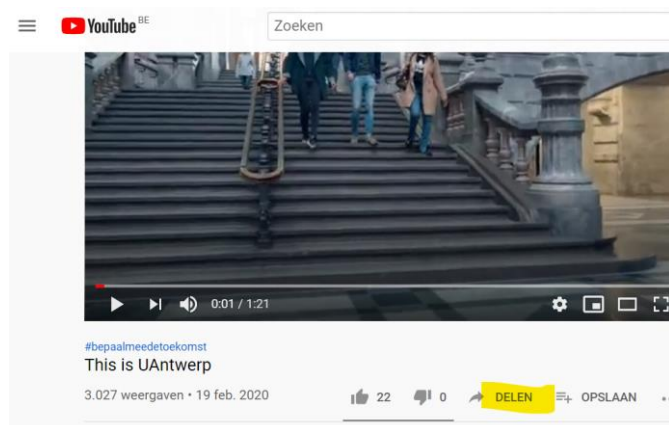 YouTube BE
Zoeken
0:01 / 1:21
#bepaalmeedetoekomst
This is UAntwerp
3.027 weergaven • 19 feb. 2020
22 0 DELEN OPSLAAN